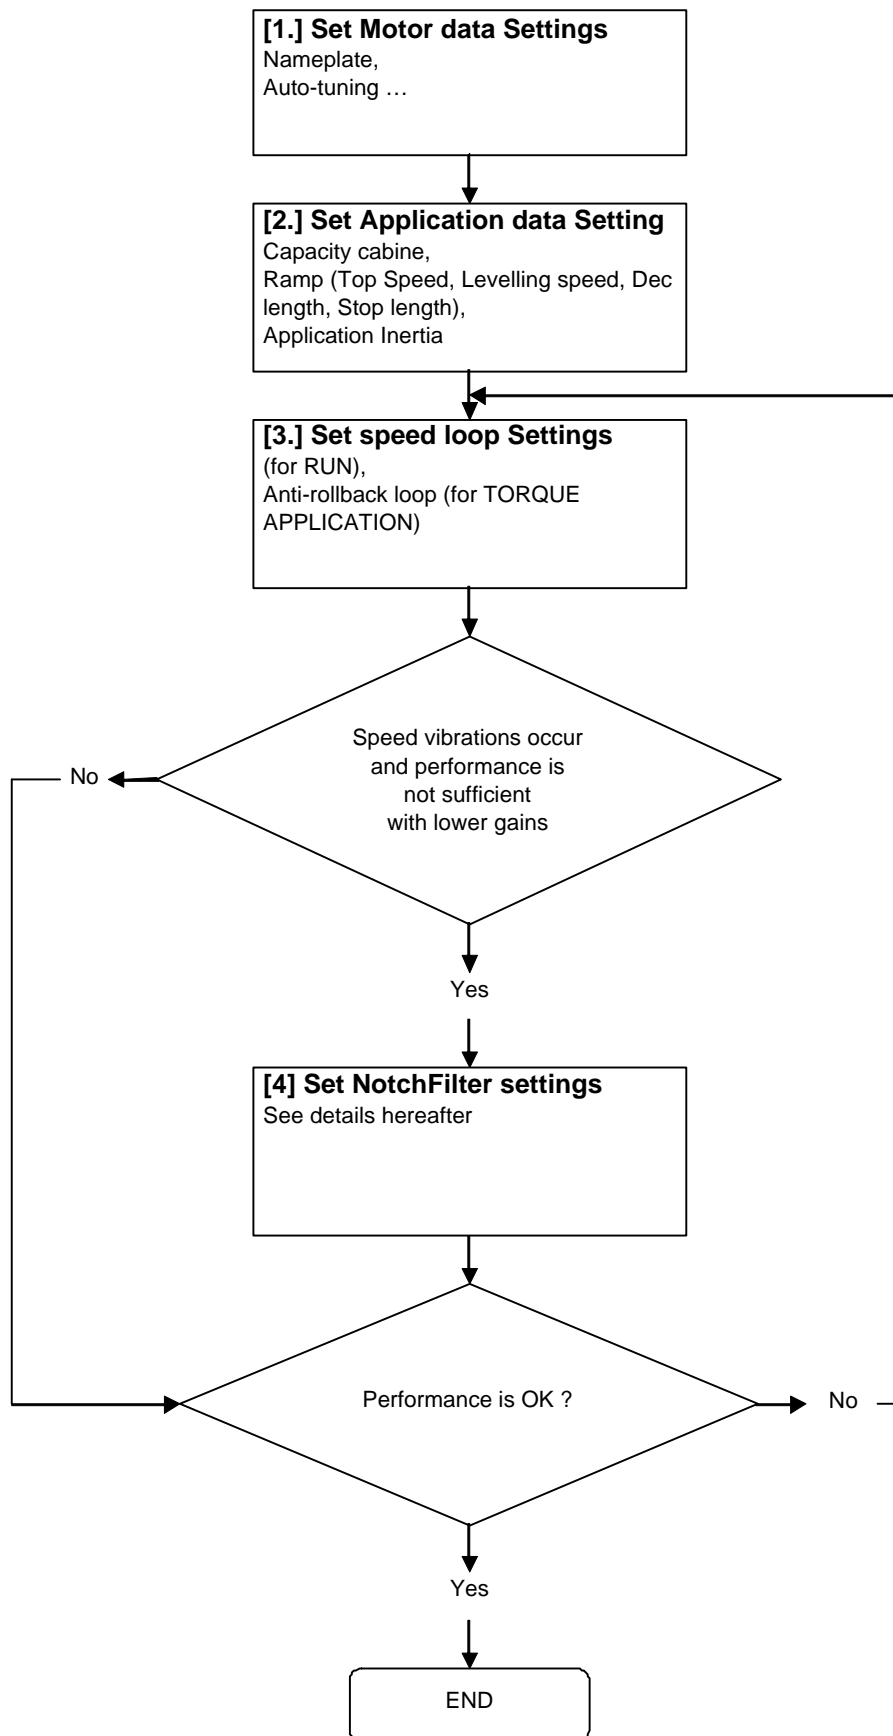 [1.] Set Motor data Settings
Nameplate,
Auto-tuning …
[2.] Set Application data Setting
Capacity cabine,
Ramp (Top Speed, Levelling speed, Dec
length, Stop length),
Application Inertia
[3.] Set speed loop Settings
(for RUN),
Anti-rollback loop (for TORQUE
APPLICATION)
Speed vibrations occur
and performance is
not sufficient
with lower gains
No
Yes
[4] Set NotchFilter settings
See details hereafter
Performance is OK ?
No
Yes
END